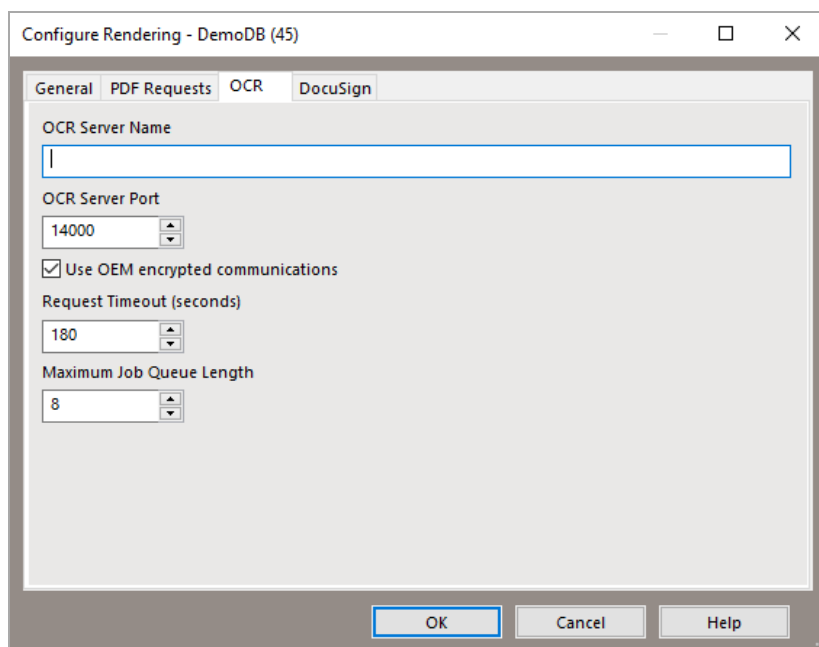 Configure Rendering - DemoDB (45)
General PDF Requests OCR DocuSign
OCR Server Name
OCR Server Port
14000
Use OEM encrypted communications
Request Timeout (seconds)
180
Maximum Job Queue Length
8
OK Cancel Help